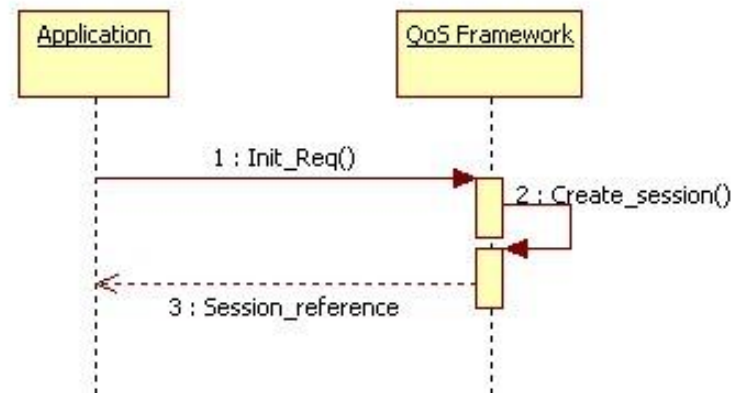 Application
QoS Framework
1 : Init_Req()
2 : Create_session()
3 : Session_reference